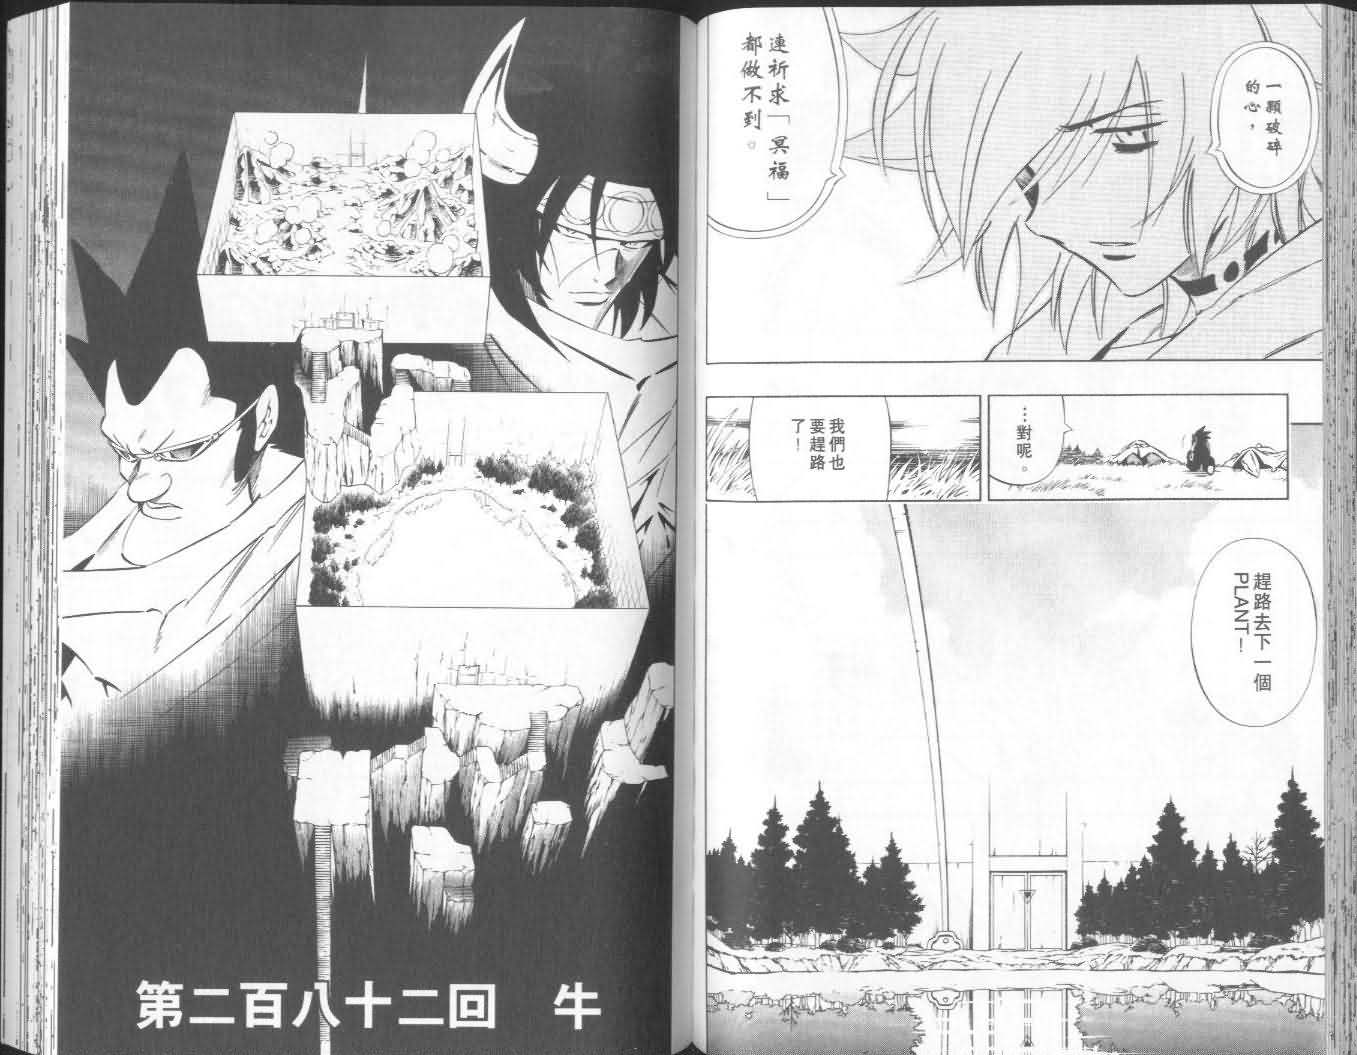 一顆破碎
的心，
連祈求「冥福」
都做不到。
…對呢。
我們也
要趕路
了！
趕路去下一個
PLANT！
第二百八十二回 牛